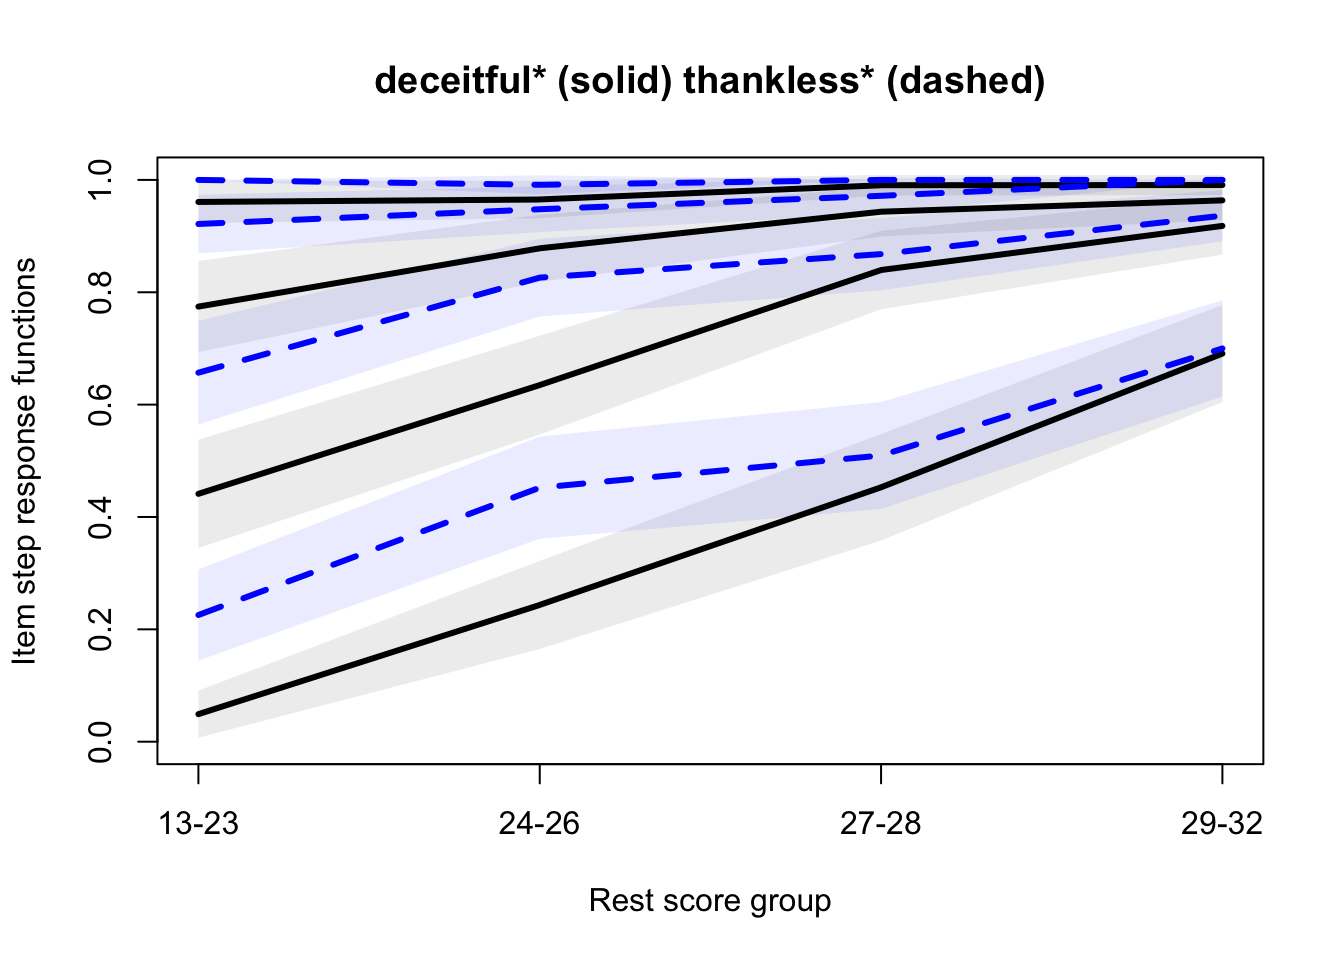 deceitful* (solid) thankless* (dashed)
Item step response functions
1.0
0.8
0.6
0.4
0.2
0.0
13-23 24-26 27-28 29-32
Rest score group